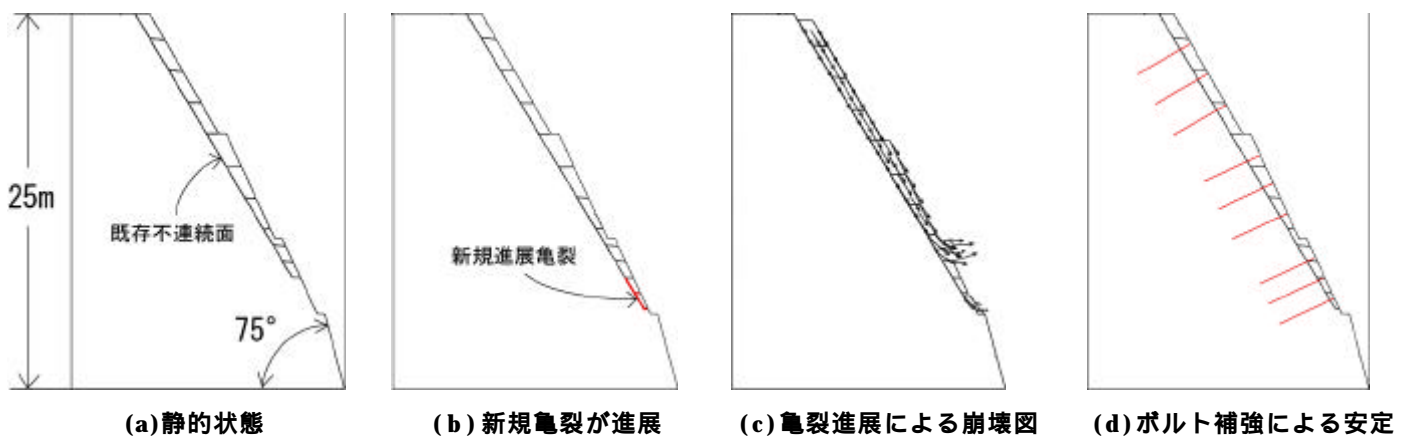 25m
既存不連続面
75°
新規進展亀裂
(a)静的状態
(b)新規亀裂が進展
(c)亀裂進展による崩壊図
(d)ボルト補強による安定